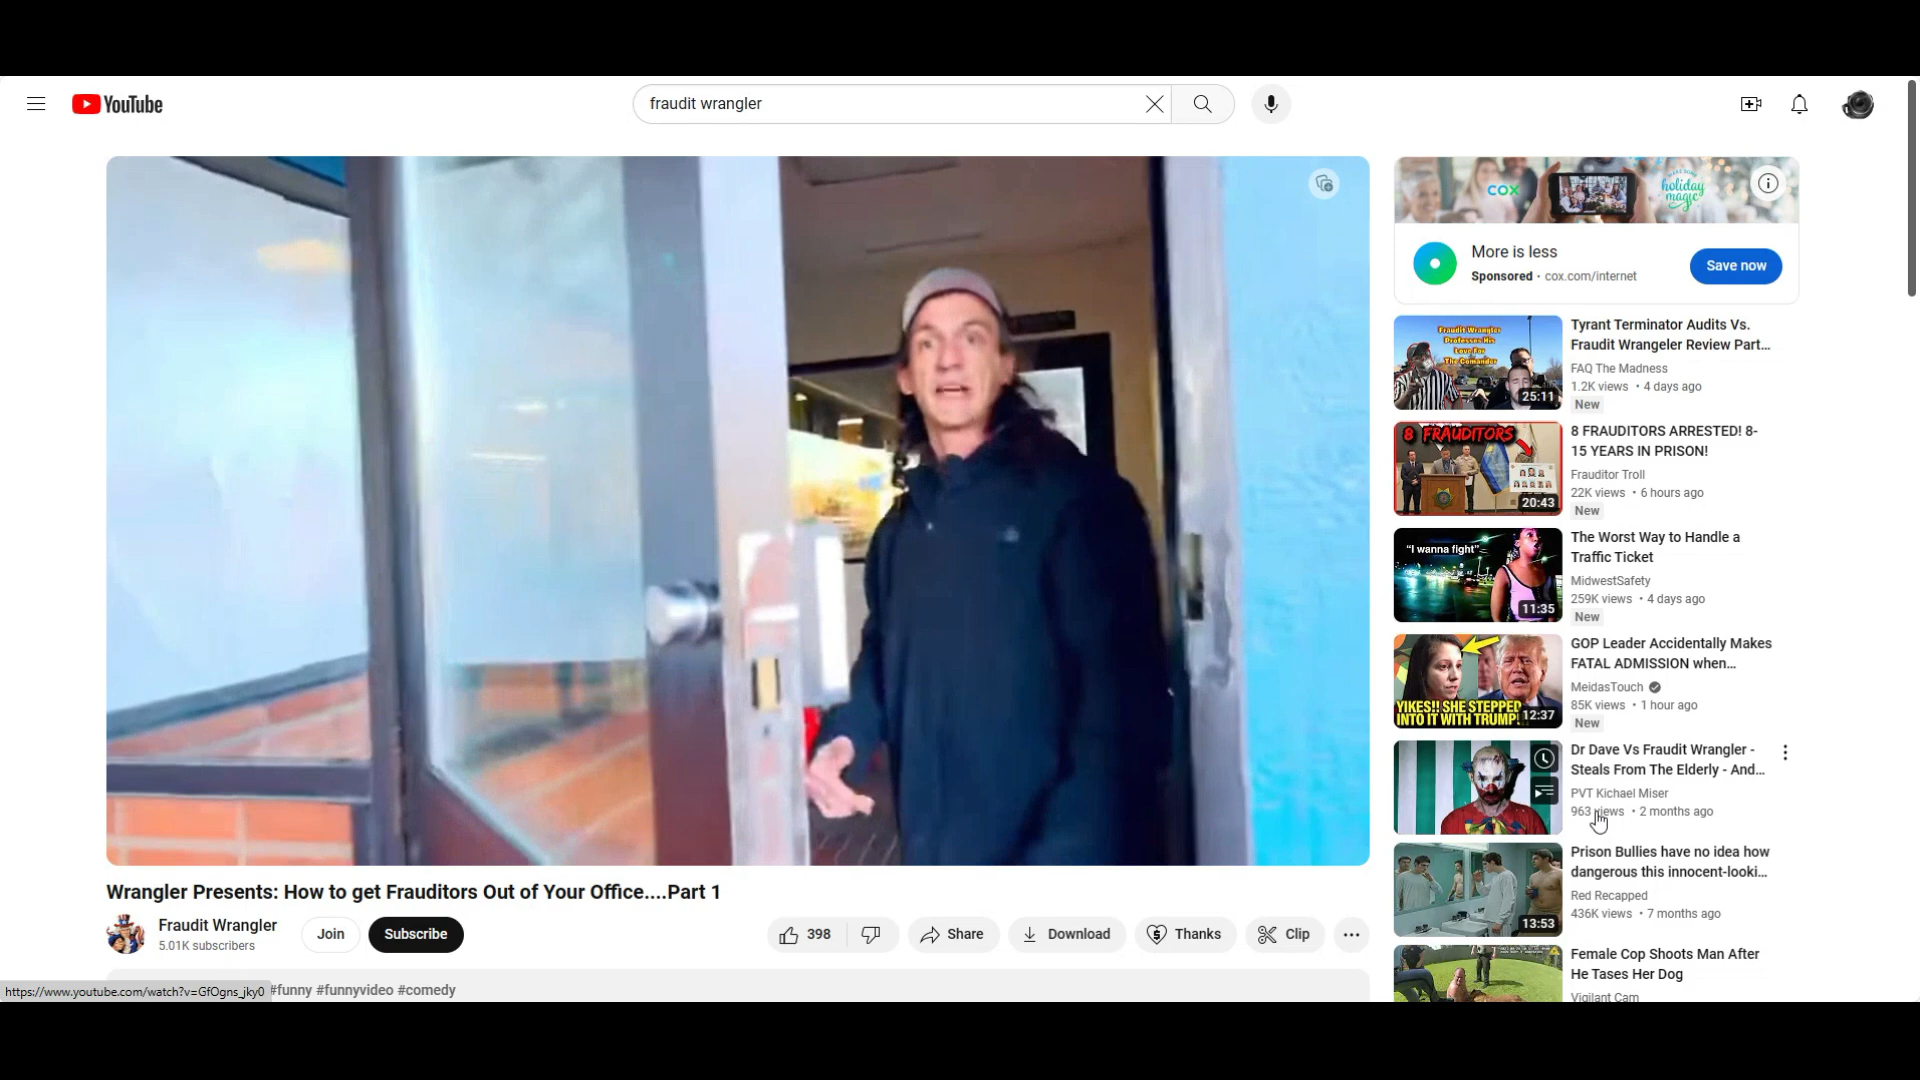 YouTube
fraudit wrangler
COX
holiday
magic
More is less
Sponsored · cox.com/internet
Save now
Fraudit Wrangler
Professes His
Love For
The Comander
25:11
Tyrant Terminator Audits Vs.
Fraudit Wrangeler Review Part...
FAQ The Madness
1.2K views • 4 days ago
New
8 FRAUDITORS
20:43
8 FRAUDITORS ARRESTED! 8-
15 YEARS IN PRISON!
Frauditor Troll
22K views • 6 hours ago
New
"I wanna fight"
11:35
The Worst Way to Handle a
Traffic Ticket
MidwestSafety
259K views • 4 days ago
New
YIKES!! SHE STEPPED
INTO IT WITH TRUMP!
12:37
GOP Leader Accidentally Makes
FATAL ADMISSION when...
MeidasTouch
85K views • 1 hour ago
New
Dr Dave Vs Fraudit Wrangler -
Steals From The Elderly - And...
PVT Kichael Miser
963 views • 2 months ago
13:53
Prison Bullies have no idea how
dangerous this innocent-looki...
Red Recapped
436K views • 7 months ago
Female Cop Shoots Man After
He Tases Her Dog
Vigilant Cam
Wrangler Presents: How to get Frauditors Out of Your Office....Part 1
Fraudit Wrangler
5.01K subscribers
Join
Subscribe
398
Share
Download
Thanks
Clip
https://www.youtube.com/watch?v=GfOgns_jky0
#funny #funnyvideo #comedy